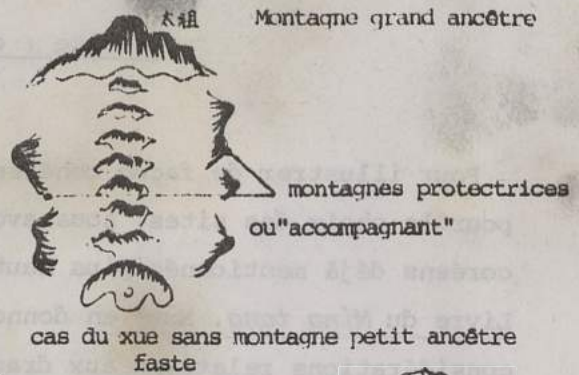 太祖 Montagne grand ancêtre
montagnes protectrices
ou"accompagnant"
cas du xue sans montagne petit ancêtre
faste